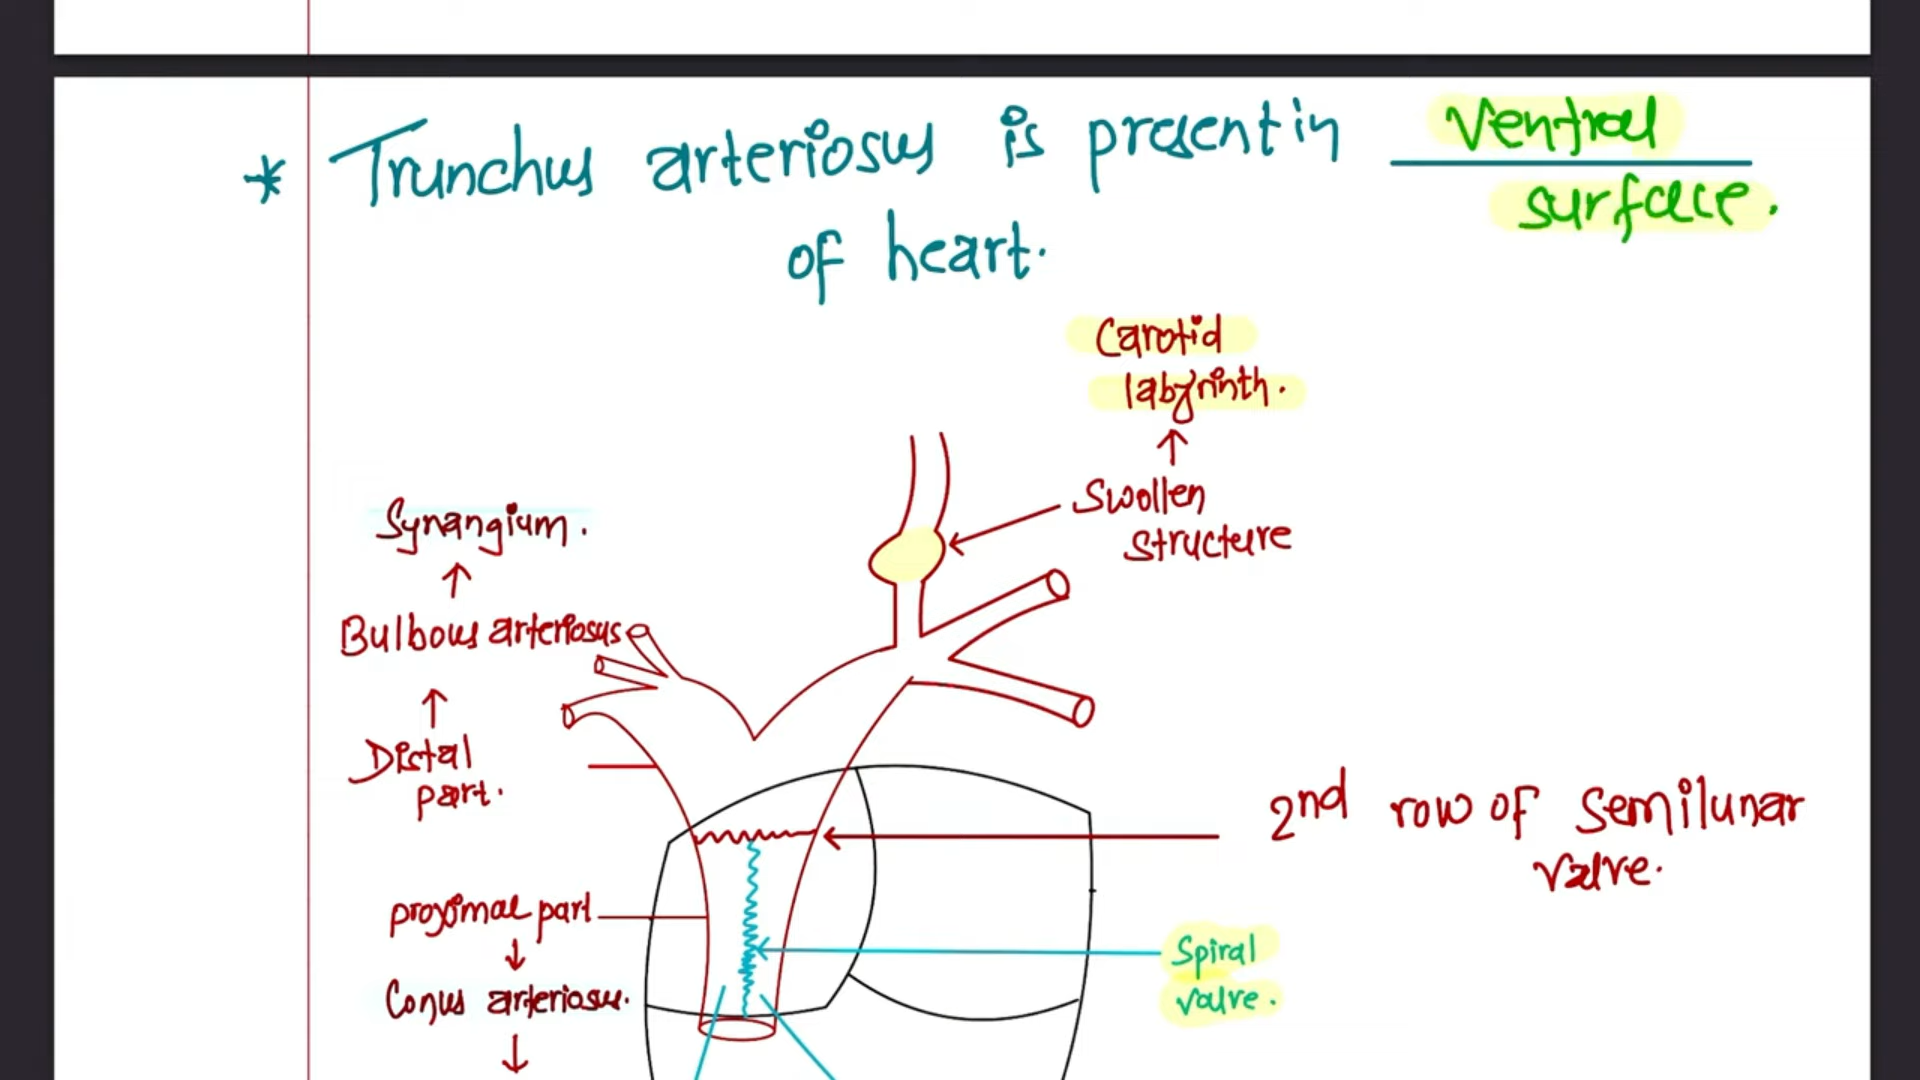 * Trunchus arteriosus is present in Ventral
surface.
of heart.
Carotid
labyrinth.
↑
Swollen
structure
Synangium.
↑
Bulbous arteriosus
↑
Distal
part.
2nd row of semilunar
valve.
proximal part
↓
Conus arteriosus.
↓
Spiral
valve.